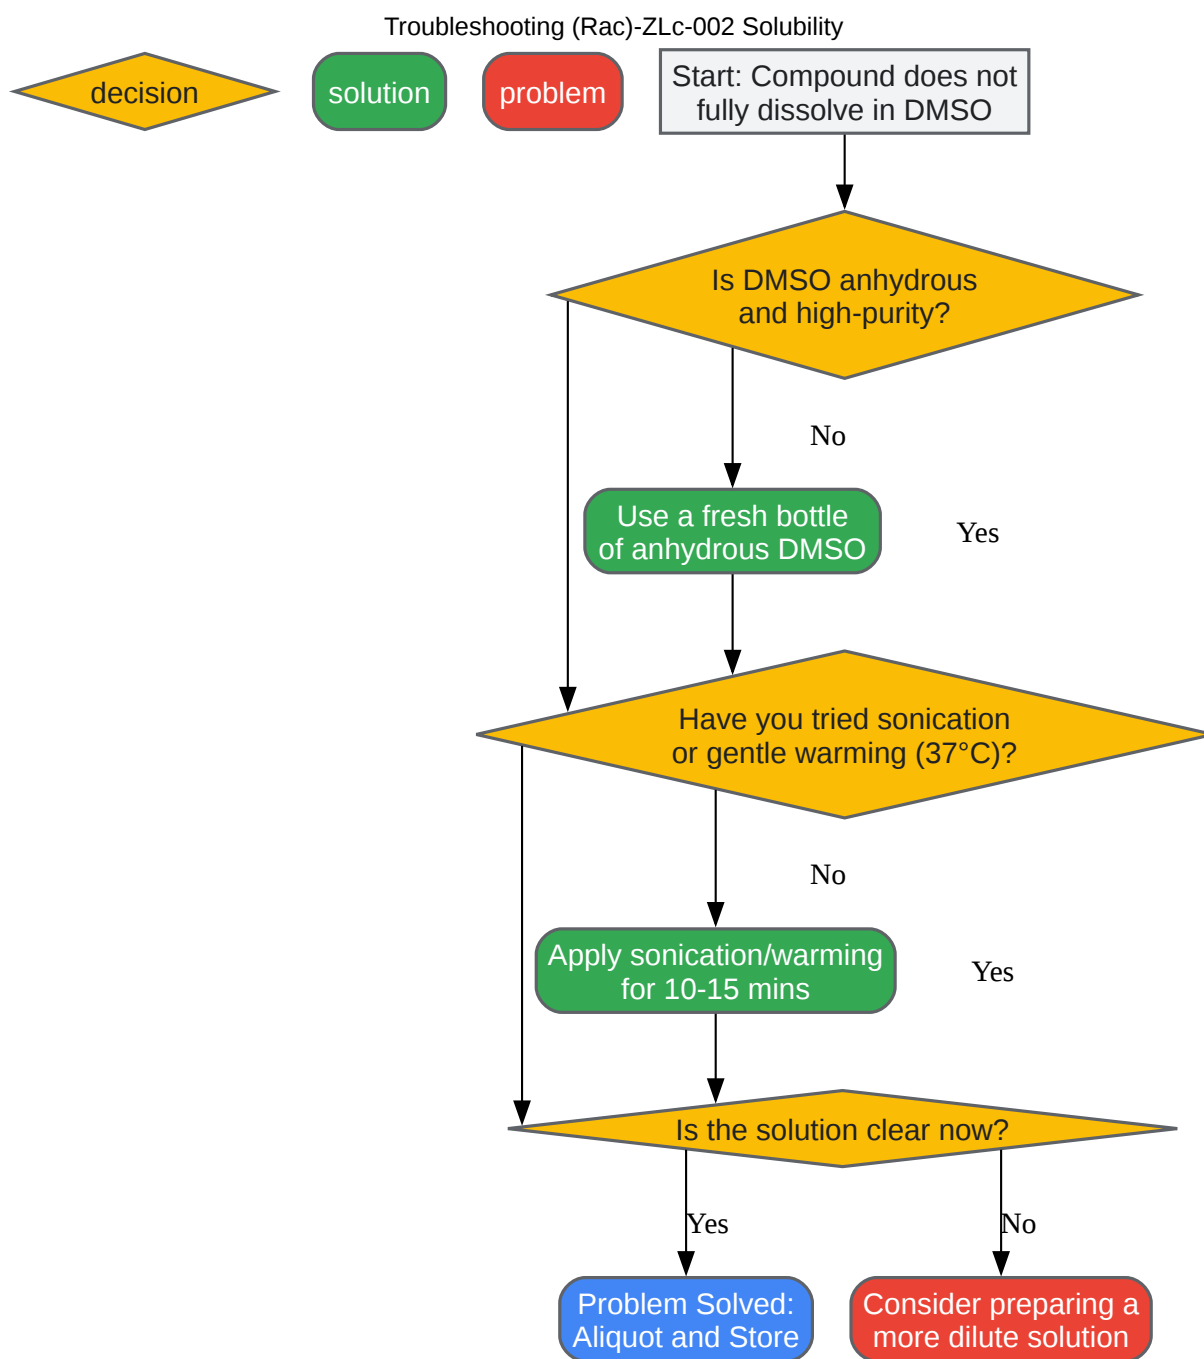 Troubleshooting (Rac)-ZLc-002 Solubility
decision
solution
problem
Start: Compound does not
fully dissolve in DMSO
Is DMSO anhydrous
and high-purity?
No
Use a fresh bottle
of anhydrous DMSO
Yes
Have you tried sonication
or gentle warming (37°C)?
No
Apply sonication/warming
for 10-15 mins
Yes
Is the solution clear now?
Yes
No
Problem Solved:
Aliquot and Store
Consider preparing a
more dilute solution